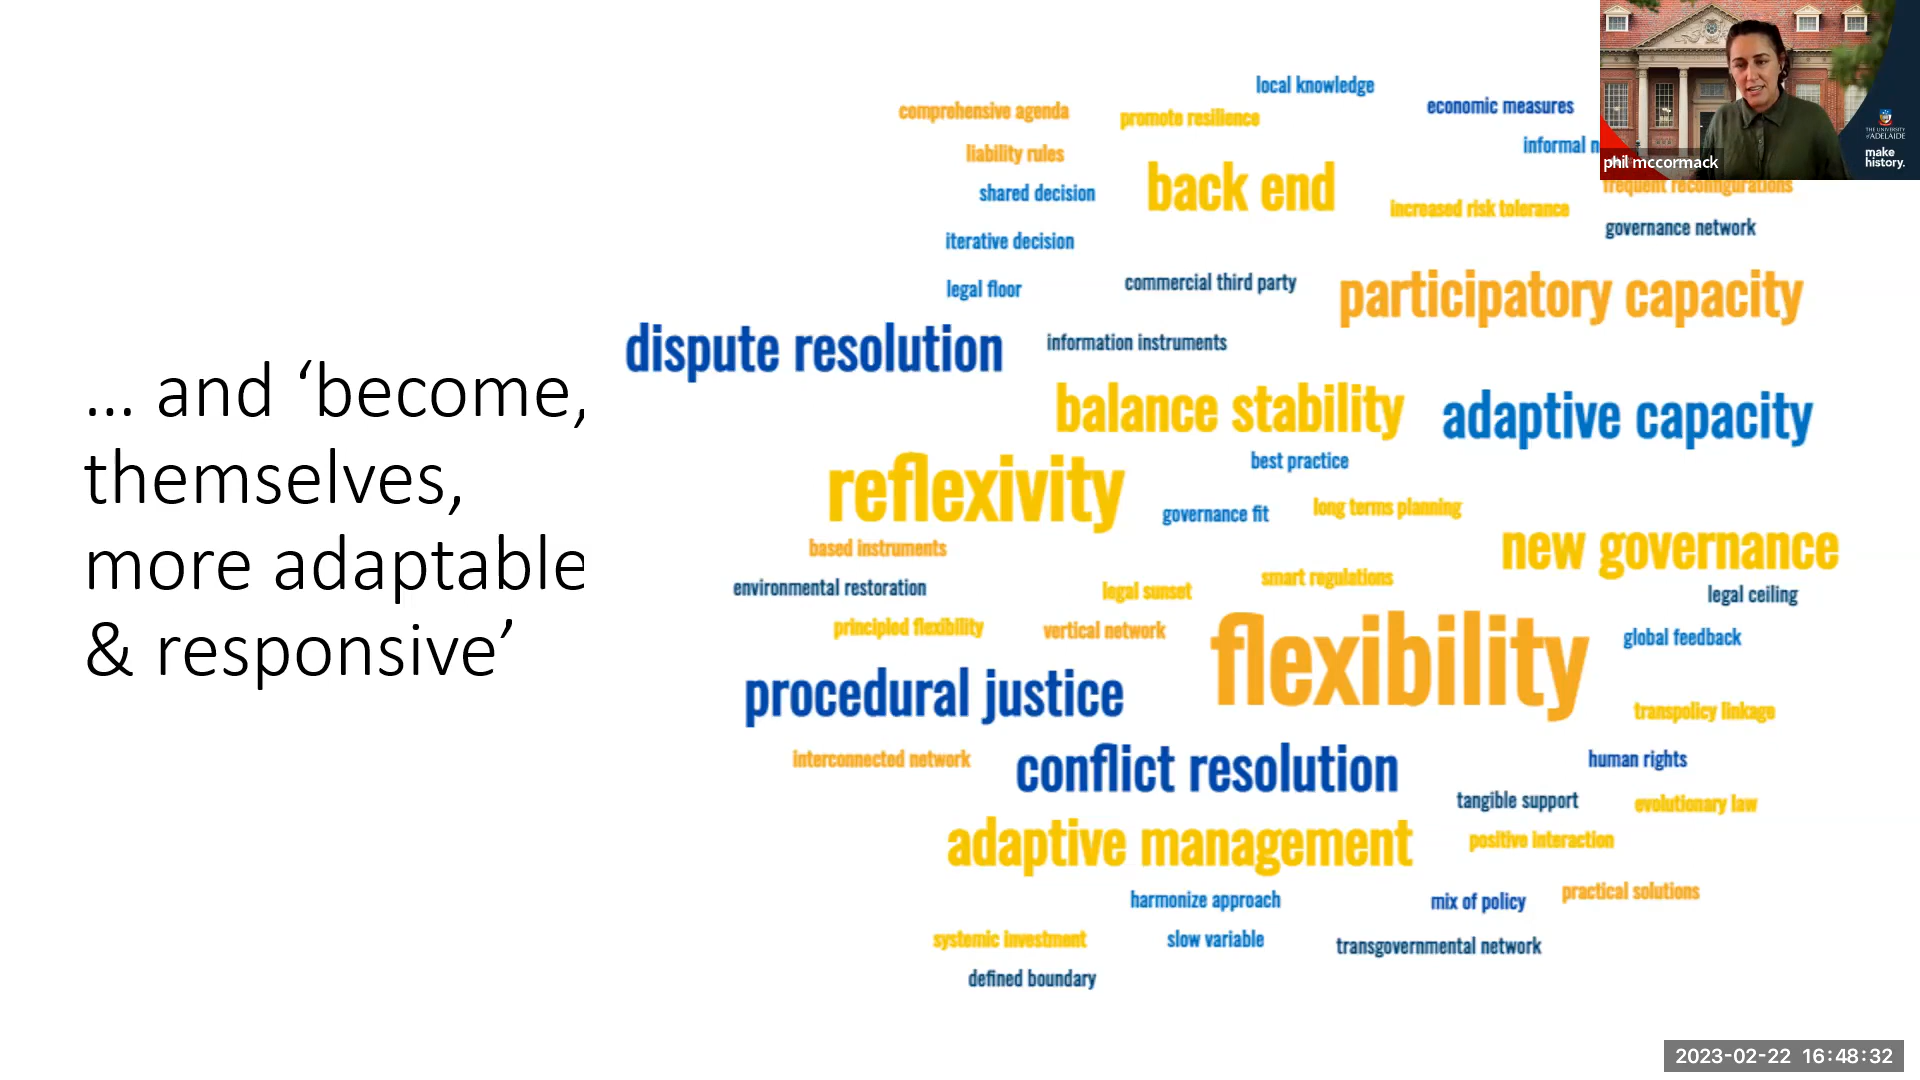 ... and ‘become,
themselves,
more adaptable
& responsive’
local knowledge
comprehensive agenda
promote resilience
economic measures
liability rules
informal n
shared decision
back end
increased risk tolerance
frequent reconfigurations
governance network
iterative decision
legal floor
commercial third party
participatory capacity
dispute resolution
information instruments
balance stability
adaptive capacity
best practice
reflexivity
governance fit
long terms planning
new governance
based instruments
environmental restoration
legal sunset
smart regulations
legal ceiling
principled flexibility
vertical network
flexibility
global feedback
procedural justice
transpolicy linkage
interconnected network
conflict resolution
human rights
tangible support
evolutionary law
adaptive management
positive interaction
harmonize approach
mix of policy
practical solutions
systemic investment
slow variable
transgovernmental network
defined boundary
phil mccormack
THE UNIVERSITY
of ADELAIDE
make
history.
2023-02-22 16:48:32